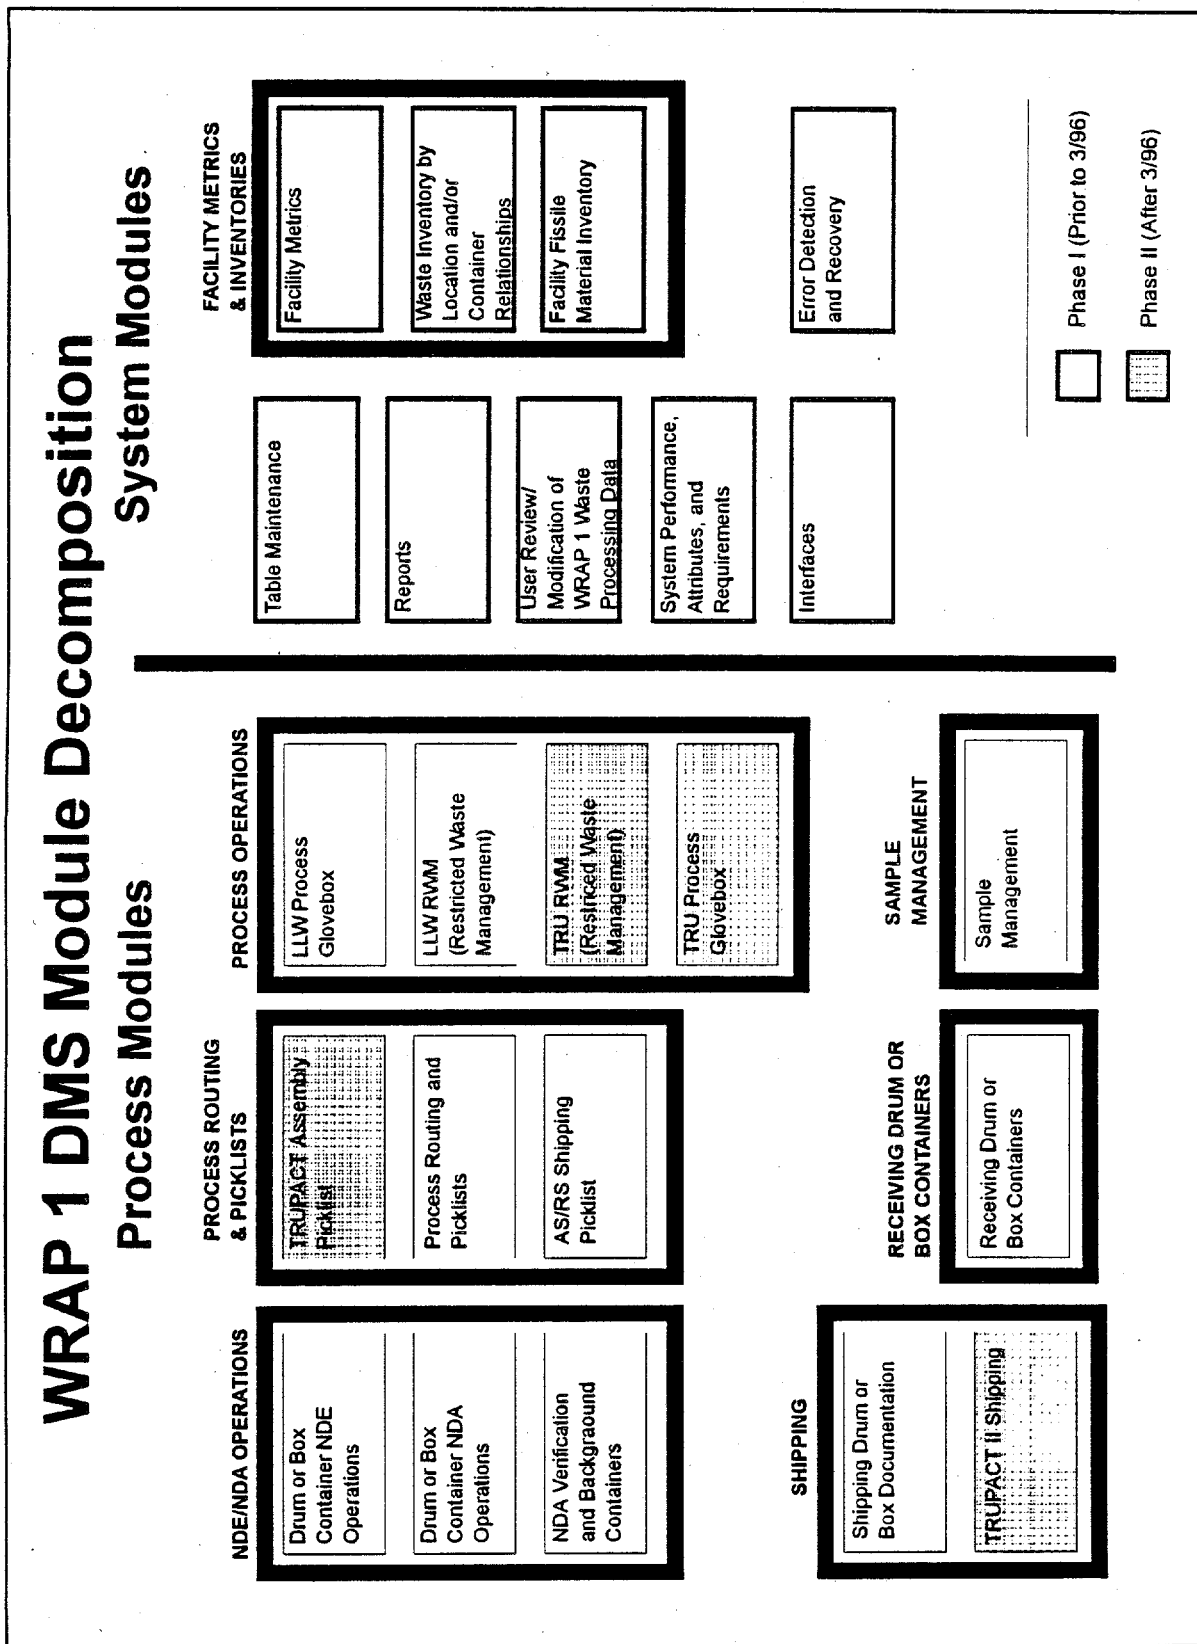 WRAP 1 DMS Module Decomposition
Process Modules
System Modules
NDE/NDA OPERATIONS
Drum or Box
Container NDE
Operations
Drum or Box
Container NDA
Operations
NDA Verification
and Backgraound
Containers
PROCESS ROUTING
& PICKLISTS
TRUPACT Assembly
Picklist
Process Routing and
Picklists
AS/RS Shipping
Picklist
PROCESS OPERATIONS
LLW Process
Glovebox
LLW RWM
(Restricted Waste
Management)
TRU RWM
(Restriced Waste
Management)
TRU Process
Glovebox
SHIPPING
Shipping Drum or
Box Documentation
TRUPACT II Shipping
RECEIVING DRUM OR
BOX CONTAINERS
Receiving Drum or
Box Containers
SAMPLE
MANAGEMENT
Sample
Management
Table Maintenance
Reports
User Review/
Modification of
WRAP 1 Waste
Processing Data
System Performance,
Attributes, and
Requirements
Interfaces
FACILITY METRICS
& INVENTORIES
Facility Metrics
Waste Inventory by
Location and/or
Container
Relationships
Facility Fissile
Material Inventory
Error Detection
and Recovery
Phase I (Prior to 3/96)
Phase II (After 3/96)